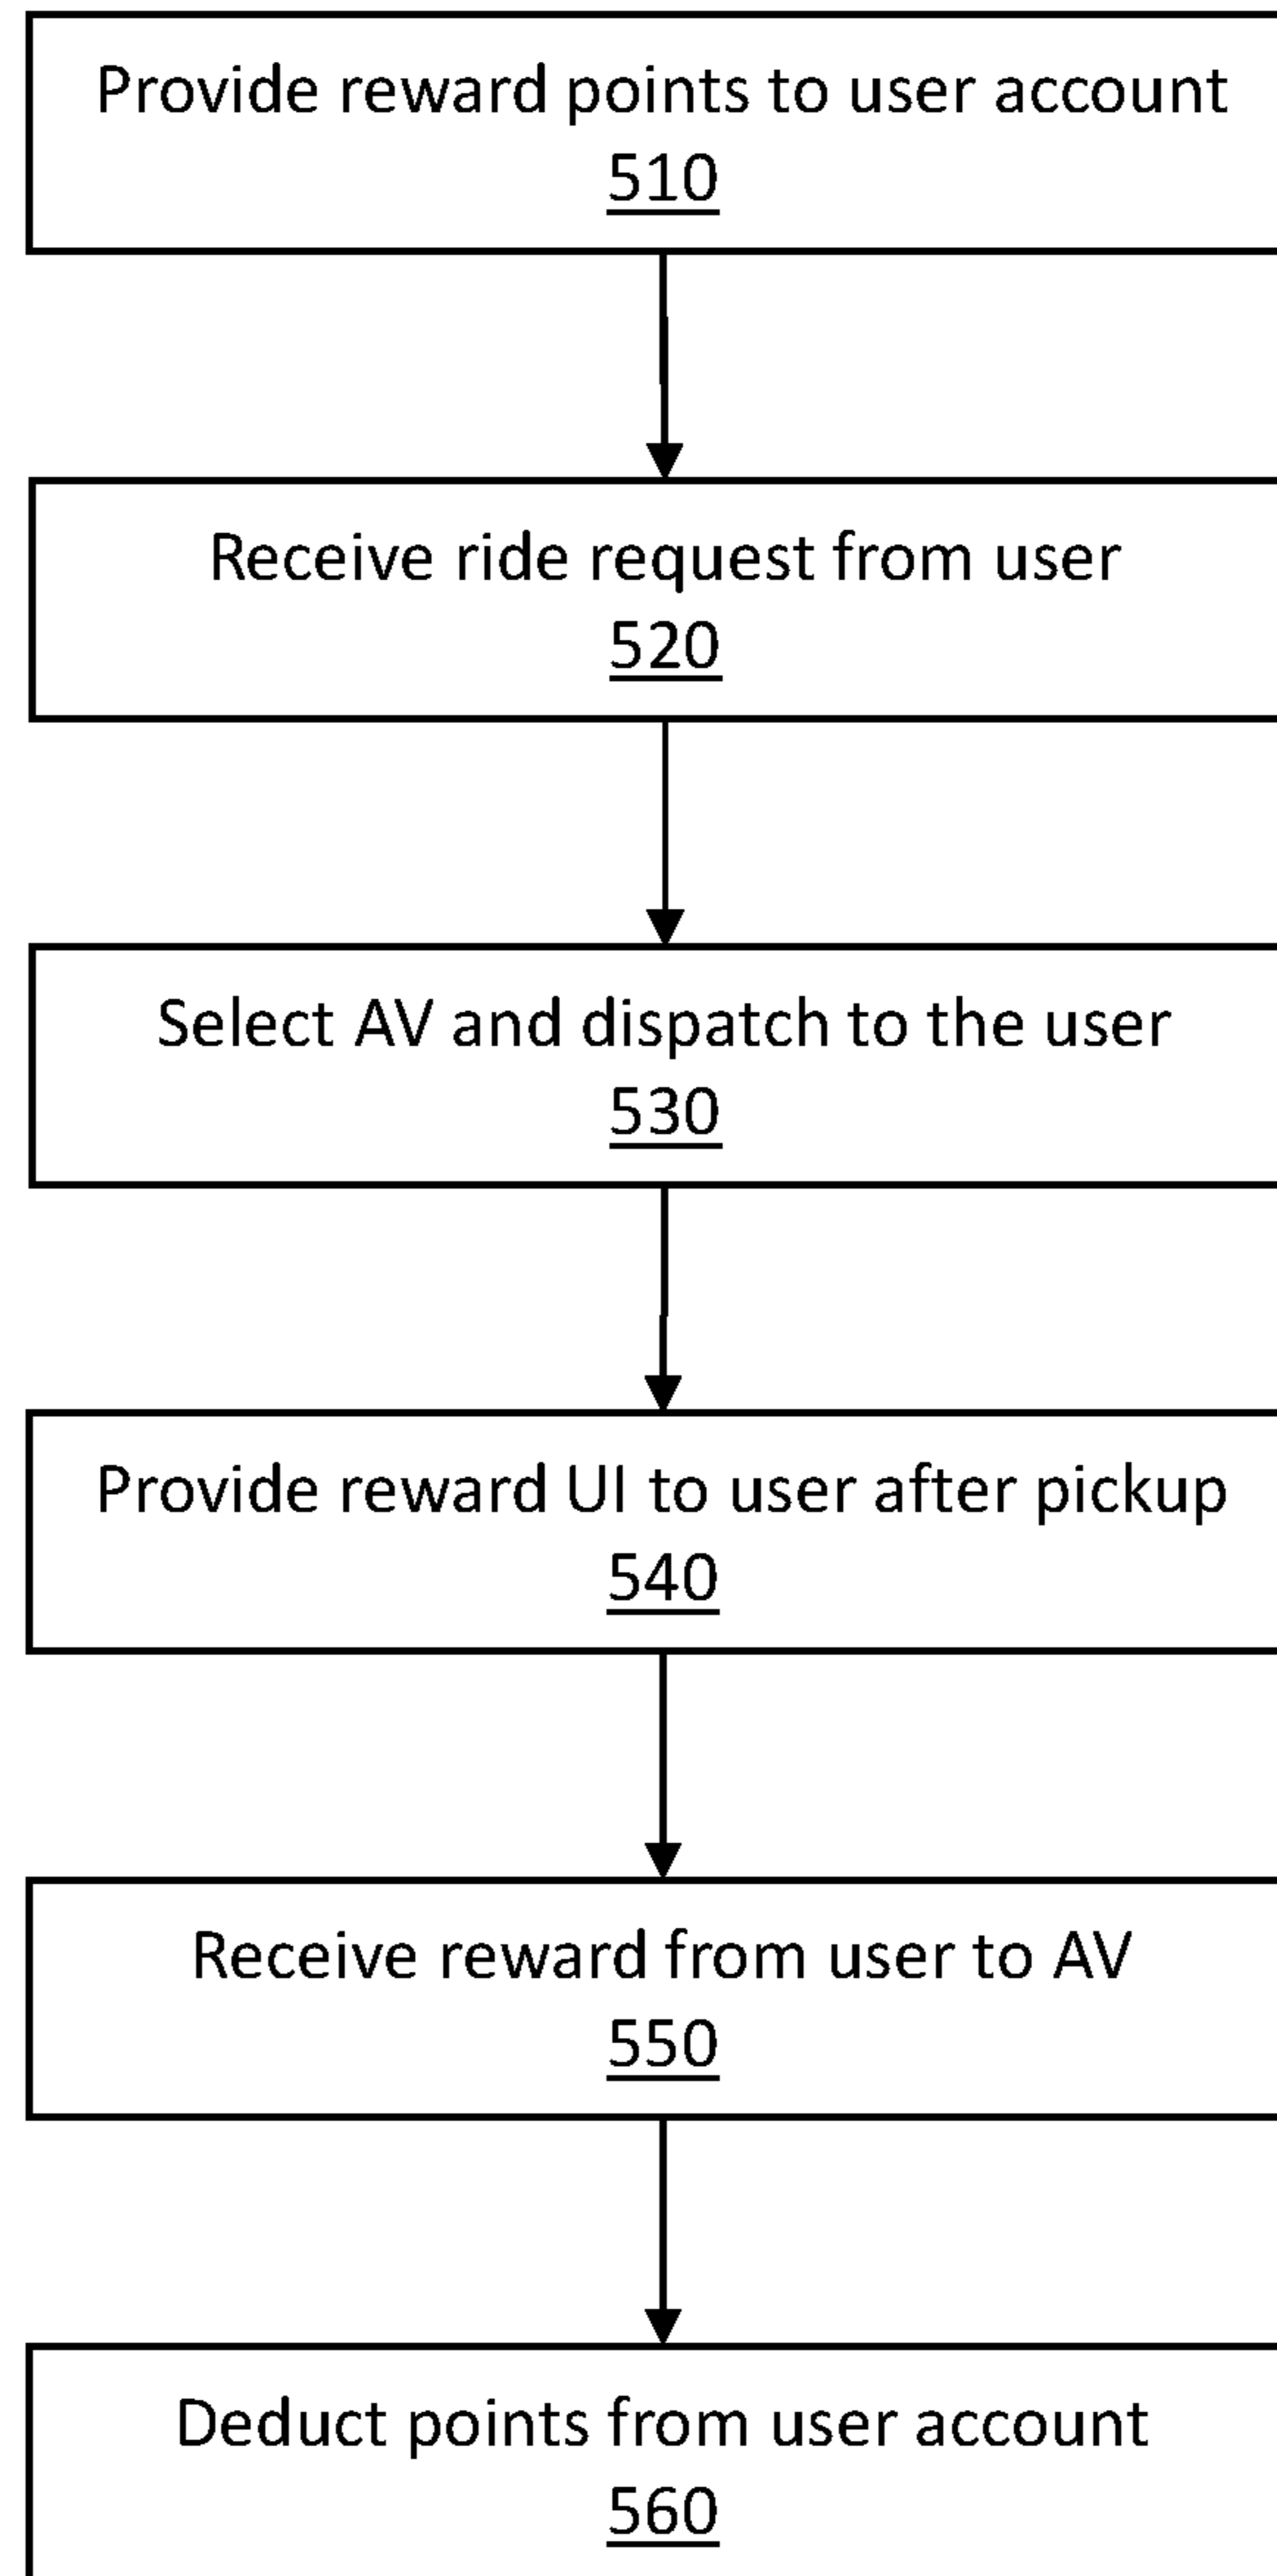 Provide reward points to user account
510
Receive ride request from user
520
Select AV and dispatch to the user
530
Provide reward UI to user after pickup
540
Receive reward from user to AV
550
Deduct points from user account
560